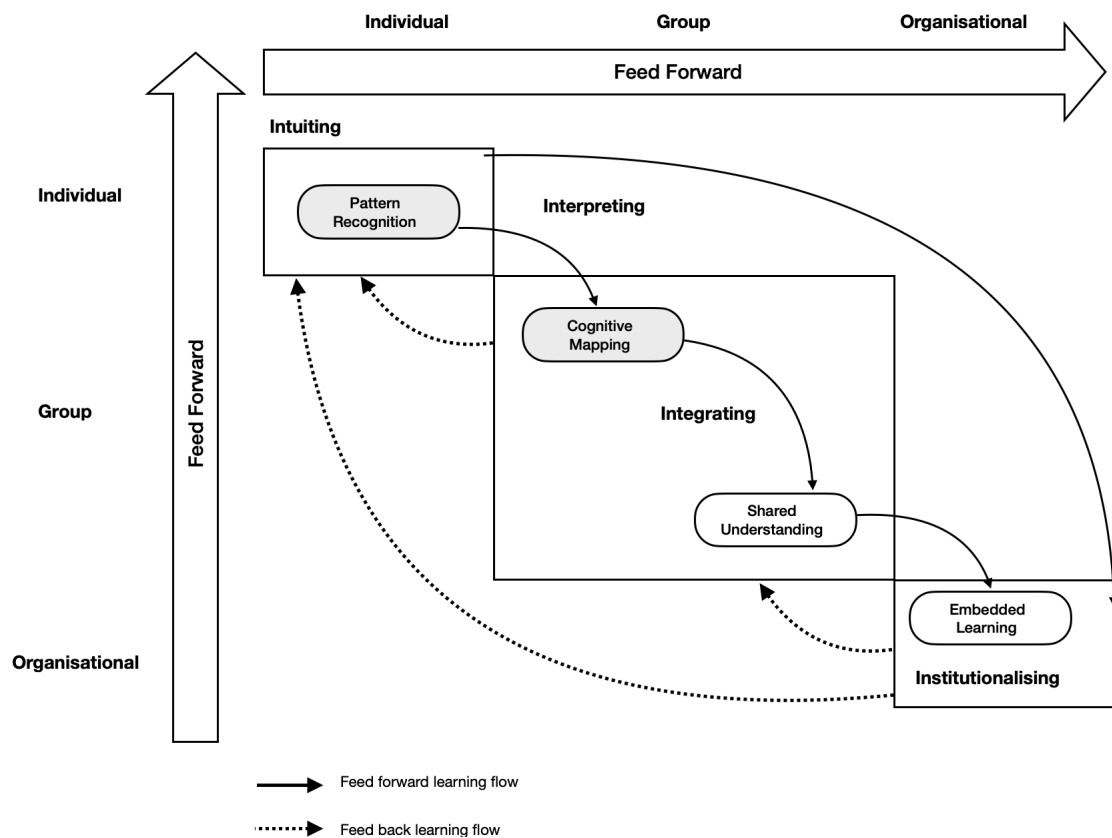 Individual
Group
Organisational
Feed Forward
Intuiting
Individual
Pattern
Recognition
Interpreting
Cognitive
Mapping
Group
Integrating
Feed Forward
Shared
Understanding
Embedded
Learning
Organisational
Institutionalising
Feed forward learning flow
Feed back learning flow